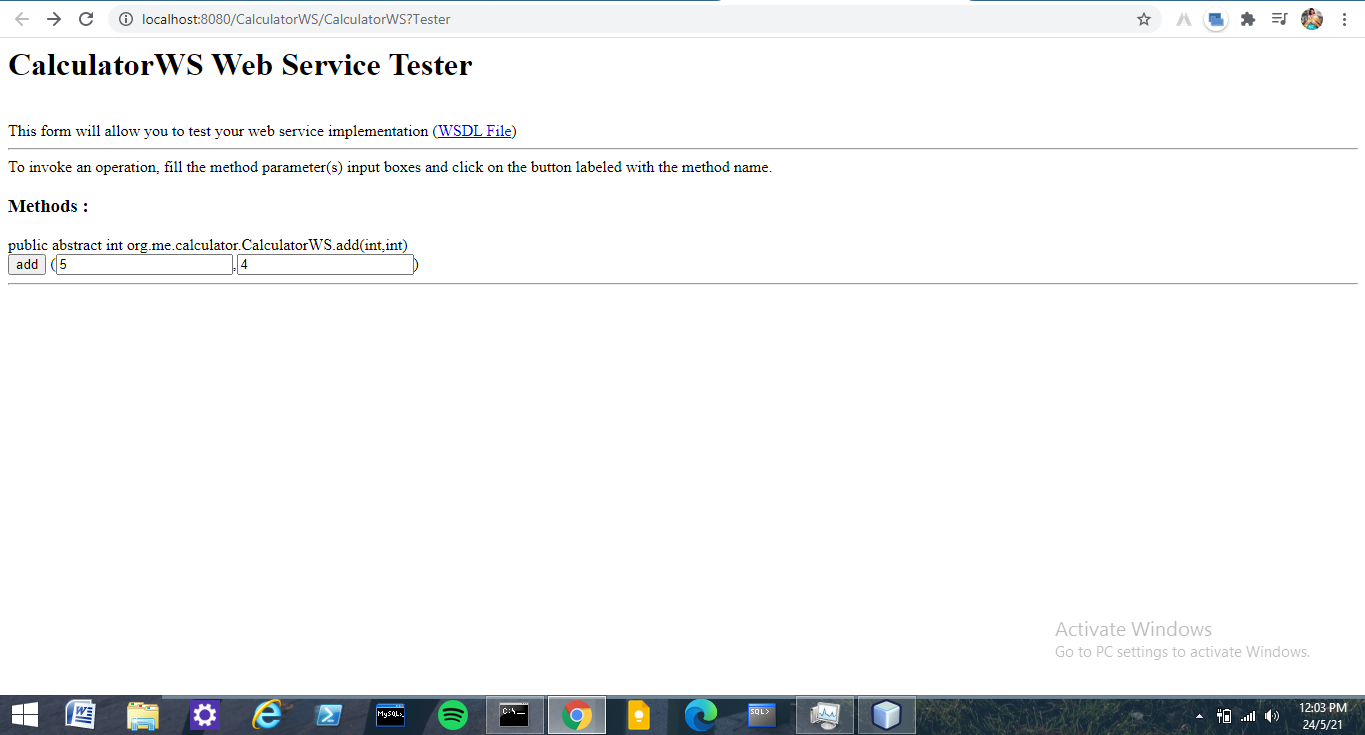 localhost:8080/CalculatorWS/CalculatorWS?Tester
CalculatorWS Web Service Tester
This form will allow you to test your web service implementation (WSDL File)
To invoke an operation, fill the method parameter(s) input boxes and click on the button labeled with the method name.
Methods :
public abstract int org.me.calculator.CalculatorWS.add(int,int)
add (5,4)
Activate Windows
Go to PC settings to activate Windows.
MySQL>
C:\_
SQL>
12:03 PM
24/5/21